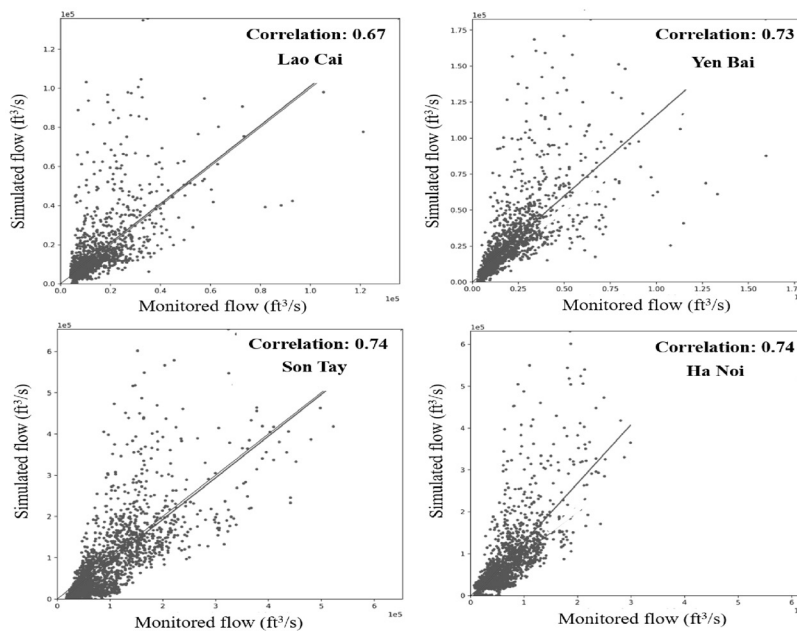 1e5
Correlation: 0.67
Lao Cai
Simulated flow (ft³/s)
1.2
1.0
0.8
0.6
0.4
0.2
0.0
0.0 0.2 0.4 0.6 0.8 1.0 1.2
1e5
Monitored flow (ft³/s)
1e5
Correlation: 0.73
Yen Bai
Simulated flow (ft³/s)
1.75
1.50
1.25
1.00
0.75
0.50
0.25
0.00
0.00 0.25 0.50 0.75 1.00 1.25 1.50 1.7
Monitored flow (ft³/s)
1e5
Correlation: 0.74
Son Tay
Simulated flow (ft³/s)
6
5
4
3
2
1
0
0 1 2 3 4 5 6
1e5
Monitored flow (ft³/s)
1e5
Correlation: 0.74
Ha Noi
Simulated flow (ft³/s)
6
5
4
3
2
1
0
0 1 2 3 4 5 6
Monitored flow (ft³/s)